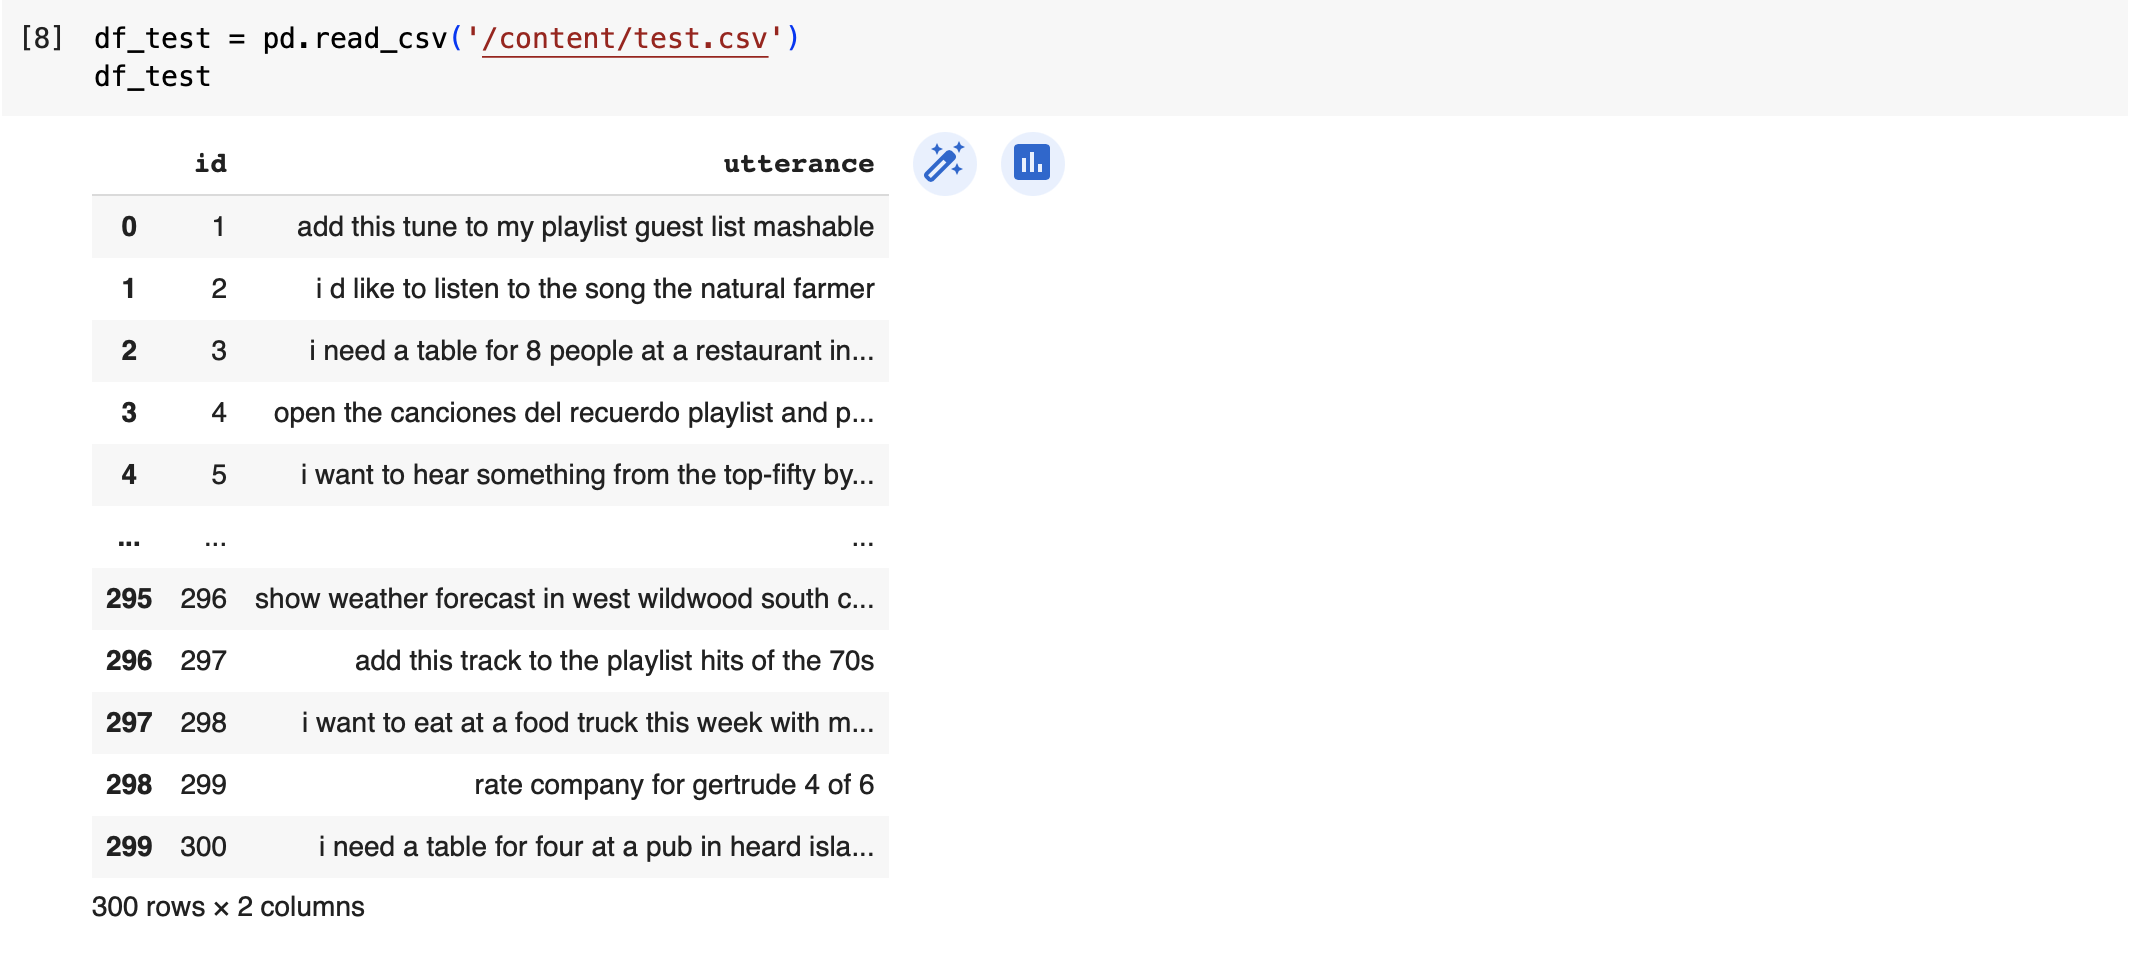 [8] df_test = pd.read_csv('/content/test.csv')
df_test
id utterance
0 1 add this tune to my playlist guest list mashable
1 2 i d like to listen to the song the natural farmer
2 3 i need a table for 8 people at a restaurant in...
3 4 open the canciones del recuerdo playlist and p...
4 5 i want to hear something from the top-fifty by...
... ... ...
295 296 show weather forecast in west wildwood south c...
296 297 add this track to the playlist hits of the 70s
297 298 i want to eat at a food truck this week with m...
298 299 rate company for gertrude 4 of 6
299 300 i need a table for four at a pub in heard isla...
300 rows × 2 columns